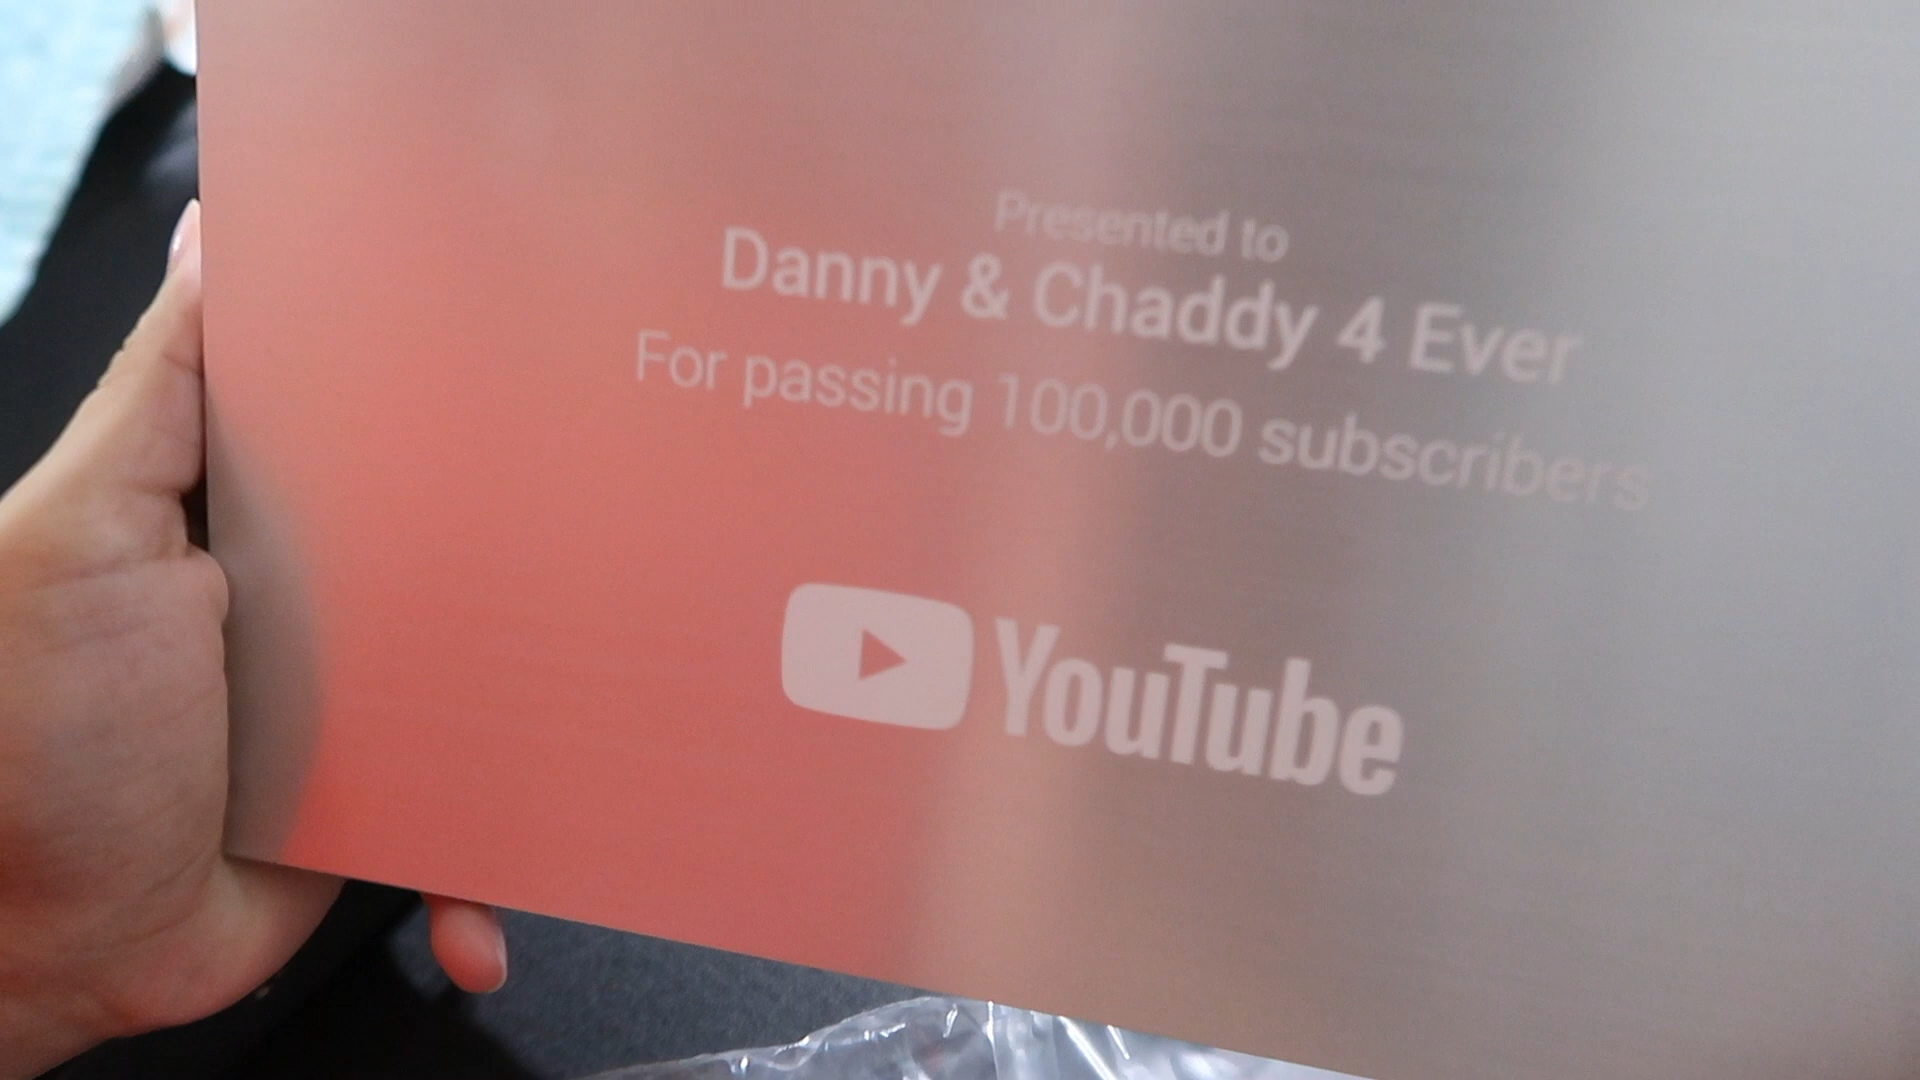 Presented to
Danny & Chaddy 4 Ever
For passing 100,000 subscribers
YouTube